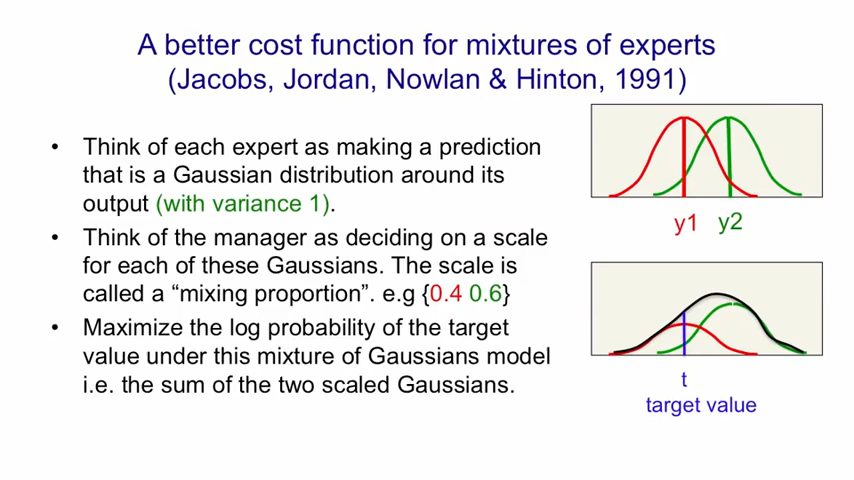 A better cost function for mixtures of experts
(Jacobs, Jordan, Nowlan & Hinton, 1991)
• Think of each expert as making a prediction
that is a Gaussian distribution around its
output (with variance 1).
• Think of the manager as deciding on a scale
for each of these Gaussians. The scale is
called a “mixing proportion”. e.g {0.4 0.6}
• Maximize the log probability of the target
value under this mixture of Gaussians model
i.e. the sum of the two scaled Gaussians.
y1 y2
t
target value